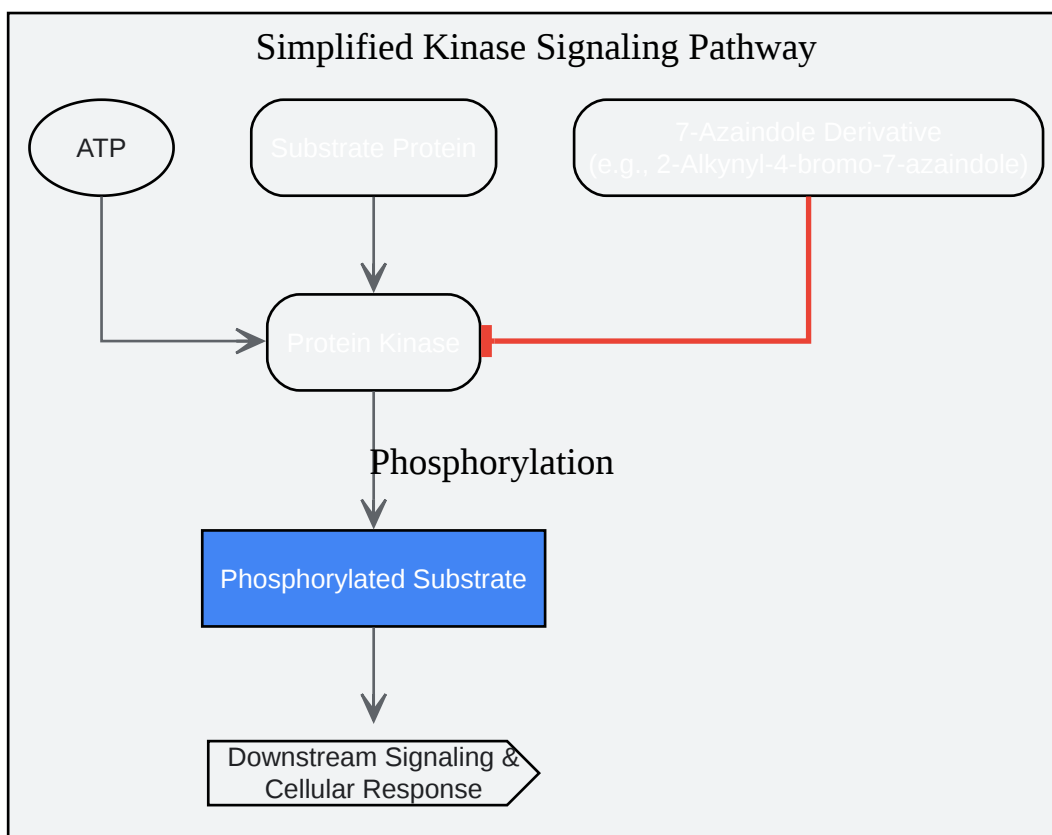 Simplified Kinase Signaling Pathway
ATP
Substrate Protein
7-Azaindole Derivative
(e.g., 2-Alkynyl-4-bromo-7-azaindole)
Protein Kinase
Phosphorylation
Phosphorylated Substrate
Downstream Signaling &
Cellular Response